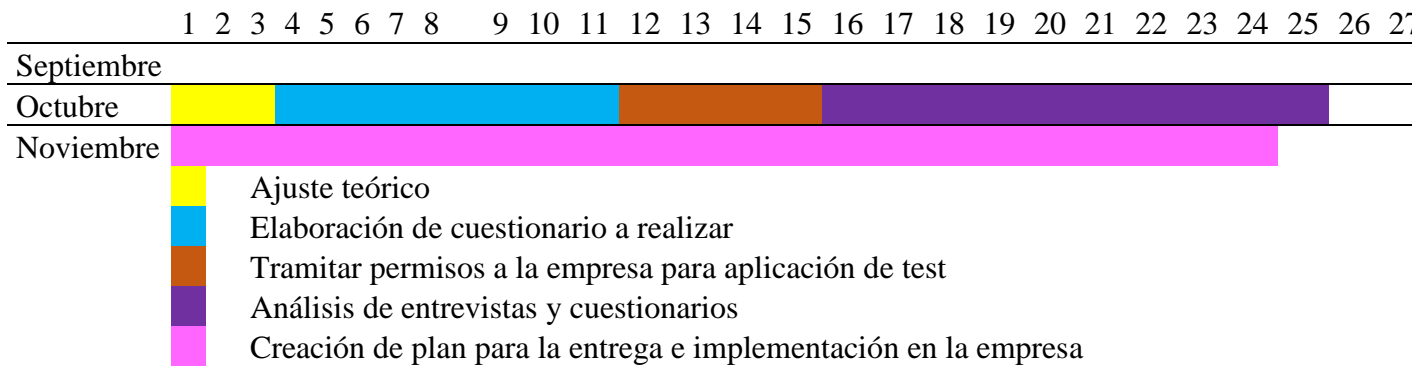 1 2 3 4 5 6 7 8 9 10 11 12 13 14 15 16 17 18 19 20 21 22 23 24 25 26 27
Septiembre
Octubre
Noviembre
Ajuste teórico
Elaboración de cuestionario a realizar
Tramitar permisos a la empresa para aplicación de test
Análisis de entrevistas y cuestionarios
Creación de plan para la entrega e implementación en la empresa